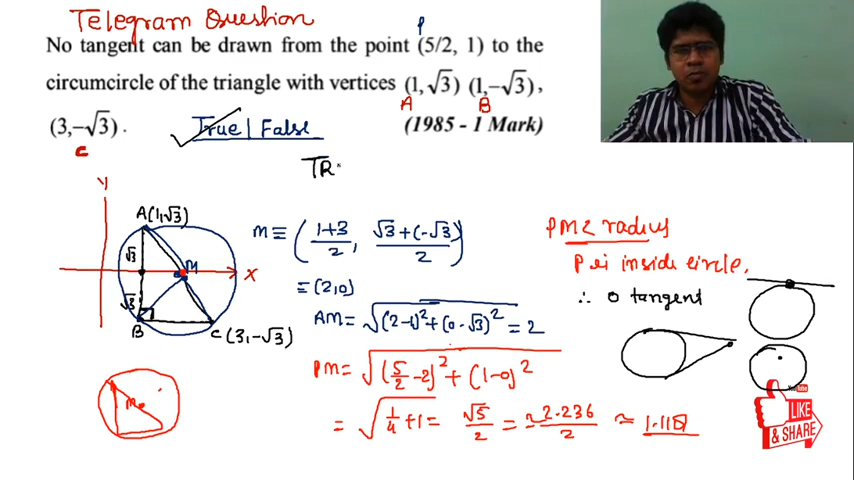 Telegram Question
P
No tangent can be drawn from the point (5/2, 1) to the
circumcircle of the triangle with vertices (1, √3) (1,−√3),
A B
(3,−√3). True | False (1985 - 1 Mark)
C
TR
Y
A(1,√3)
√3
M
X
√3
B
C(3,-√3)
M
M ≡ (1+3/2, √3+(-√3)/2)
≡ (2,0)
AM = √(2-1)²+(0-√3)² = 2
PM = √(5/2-2)²+(1-0)²
= √1/4+1 = √5/2 = ≈2.236/2 ≈ 1.118
PM < radius
P is inside circle.
∴ 0 tangent
LIKE
& SHARE